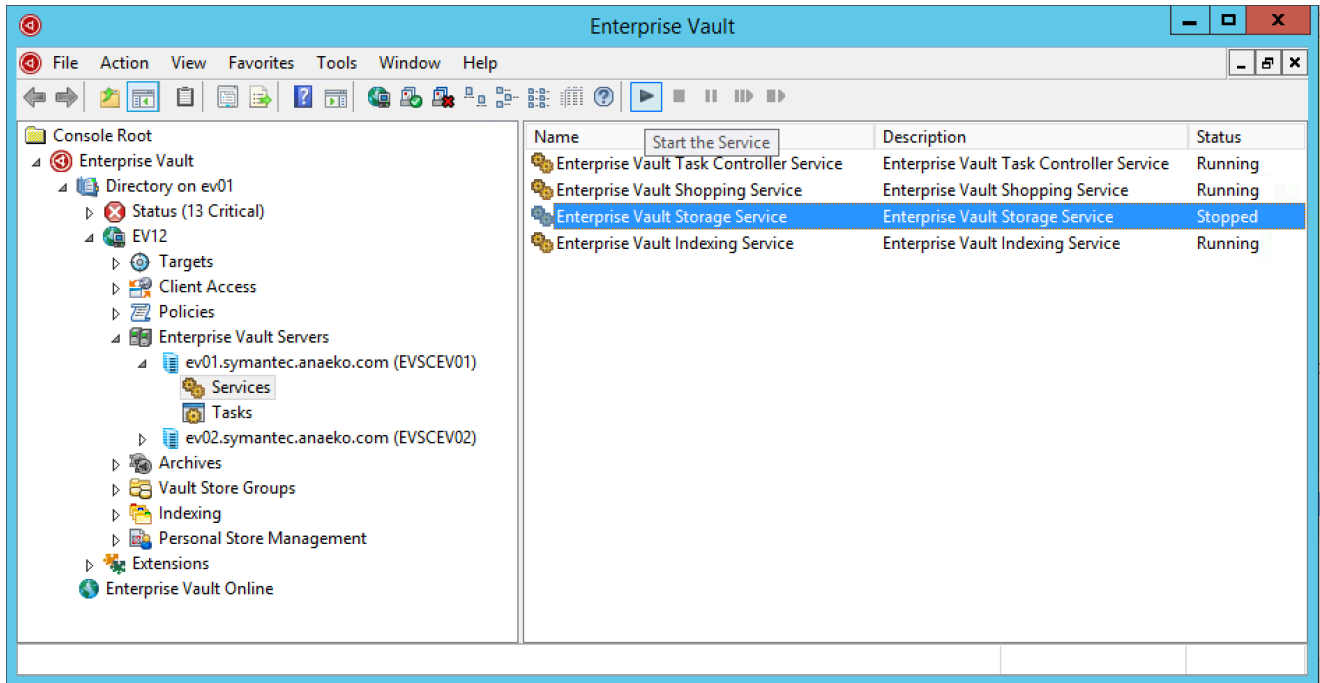 Enterprise Vault
File Action View Favorites Tools Window Help
Start the Service
Console Root
Enterprise Vault
Directory on ev01
Status (13 Critical)
EV12
Targets
Client Access
Policies
Enterprise Vault Servers
ev01.symantec.anaeko.com (EVSCEV01)
Services
Tasks
ev02.symantec.anaeko.com (EVSCEV02)
Archives
Vault Store Groups
Indexing
Personal Store Management
Extensions
Enterprise Vault Online
Name Description Status
Enterprise Vault Task Controller Service Enterprise Vault Task Controller Service Running
Enterprise Vault Shopping Service Enterprise Vault Shopping Service Running
Enterprise Vault Storage Service Enterprise Vault Storage Service Stopped
Enterprise Vault Indexing Service Enterprise Vault Indexing Service Running